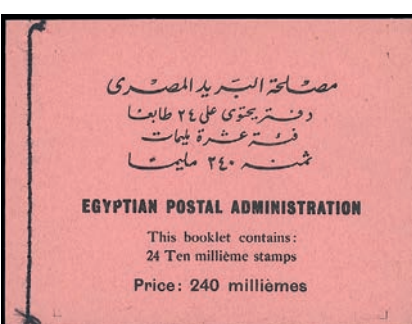 مصلحة البريد المصرى
دفتر يحتوى على ٢٤ طابعا
فئة عشرة مليمات
ثمنه ٢٤٠ مليما
EGYPTIAN POSTAL ADMINISTRATION
This booklet contains:
24 Ten millième stamps
Price: 240 millièmes